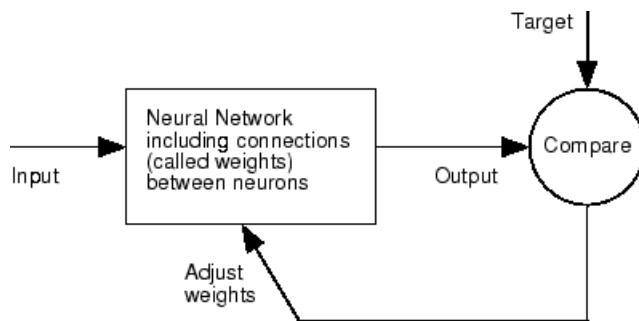 Target
Neural Network
including connections
(called weights)
between neurons
Compare
Input
Output
Adjust
weights